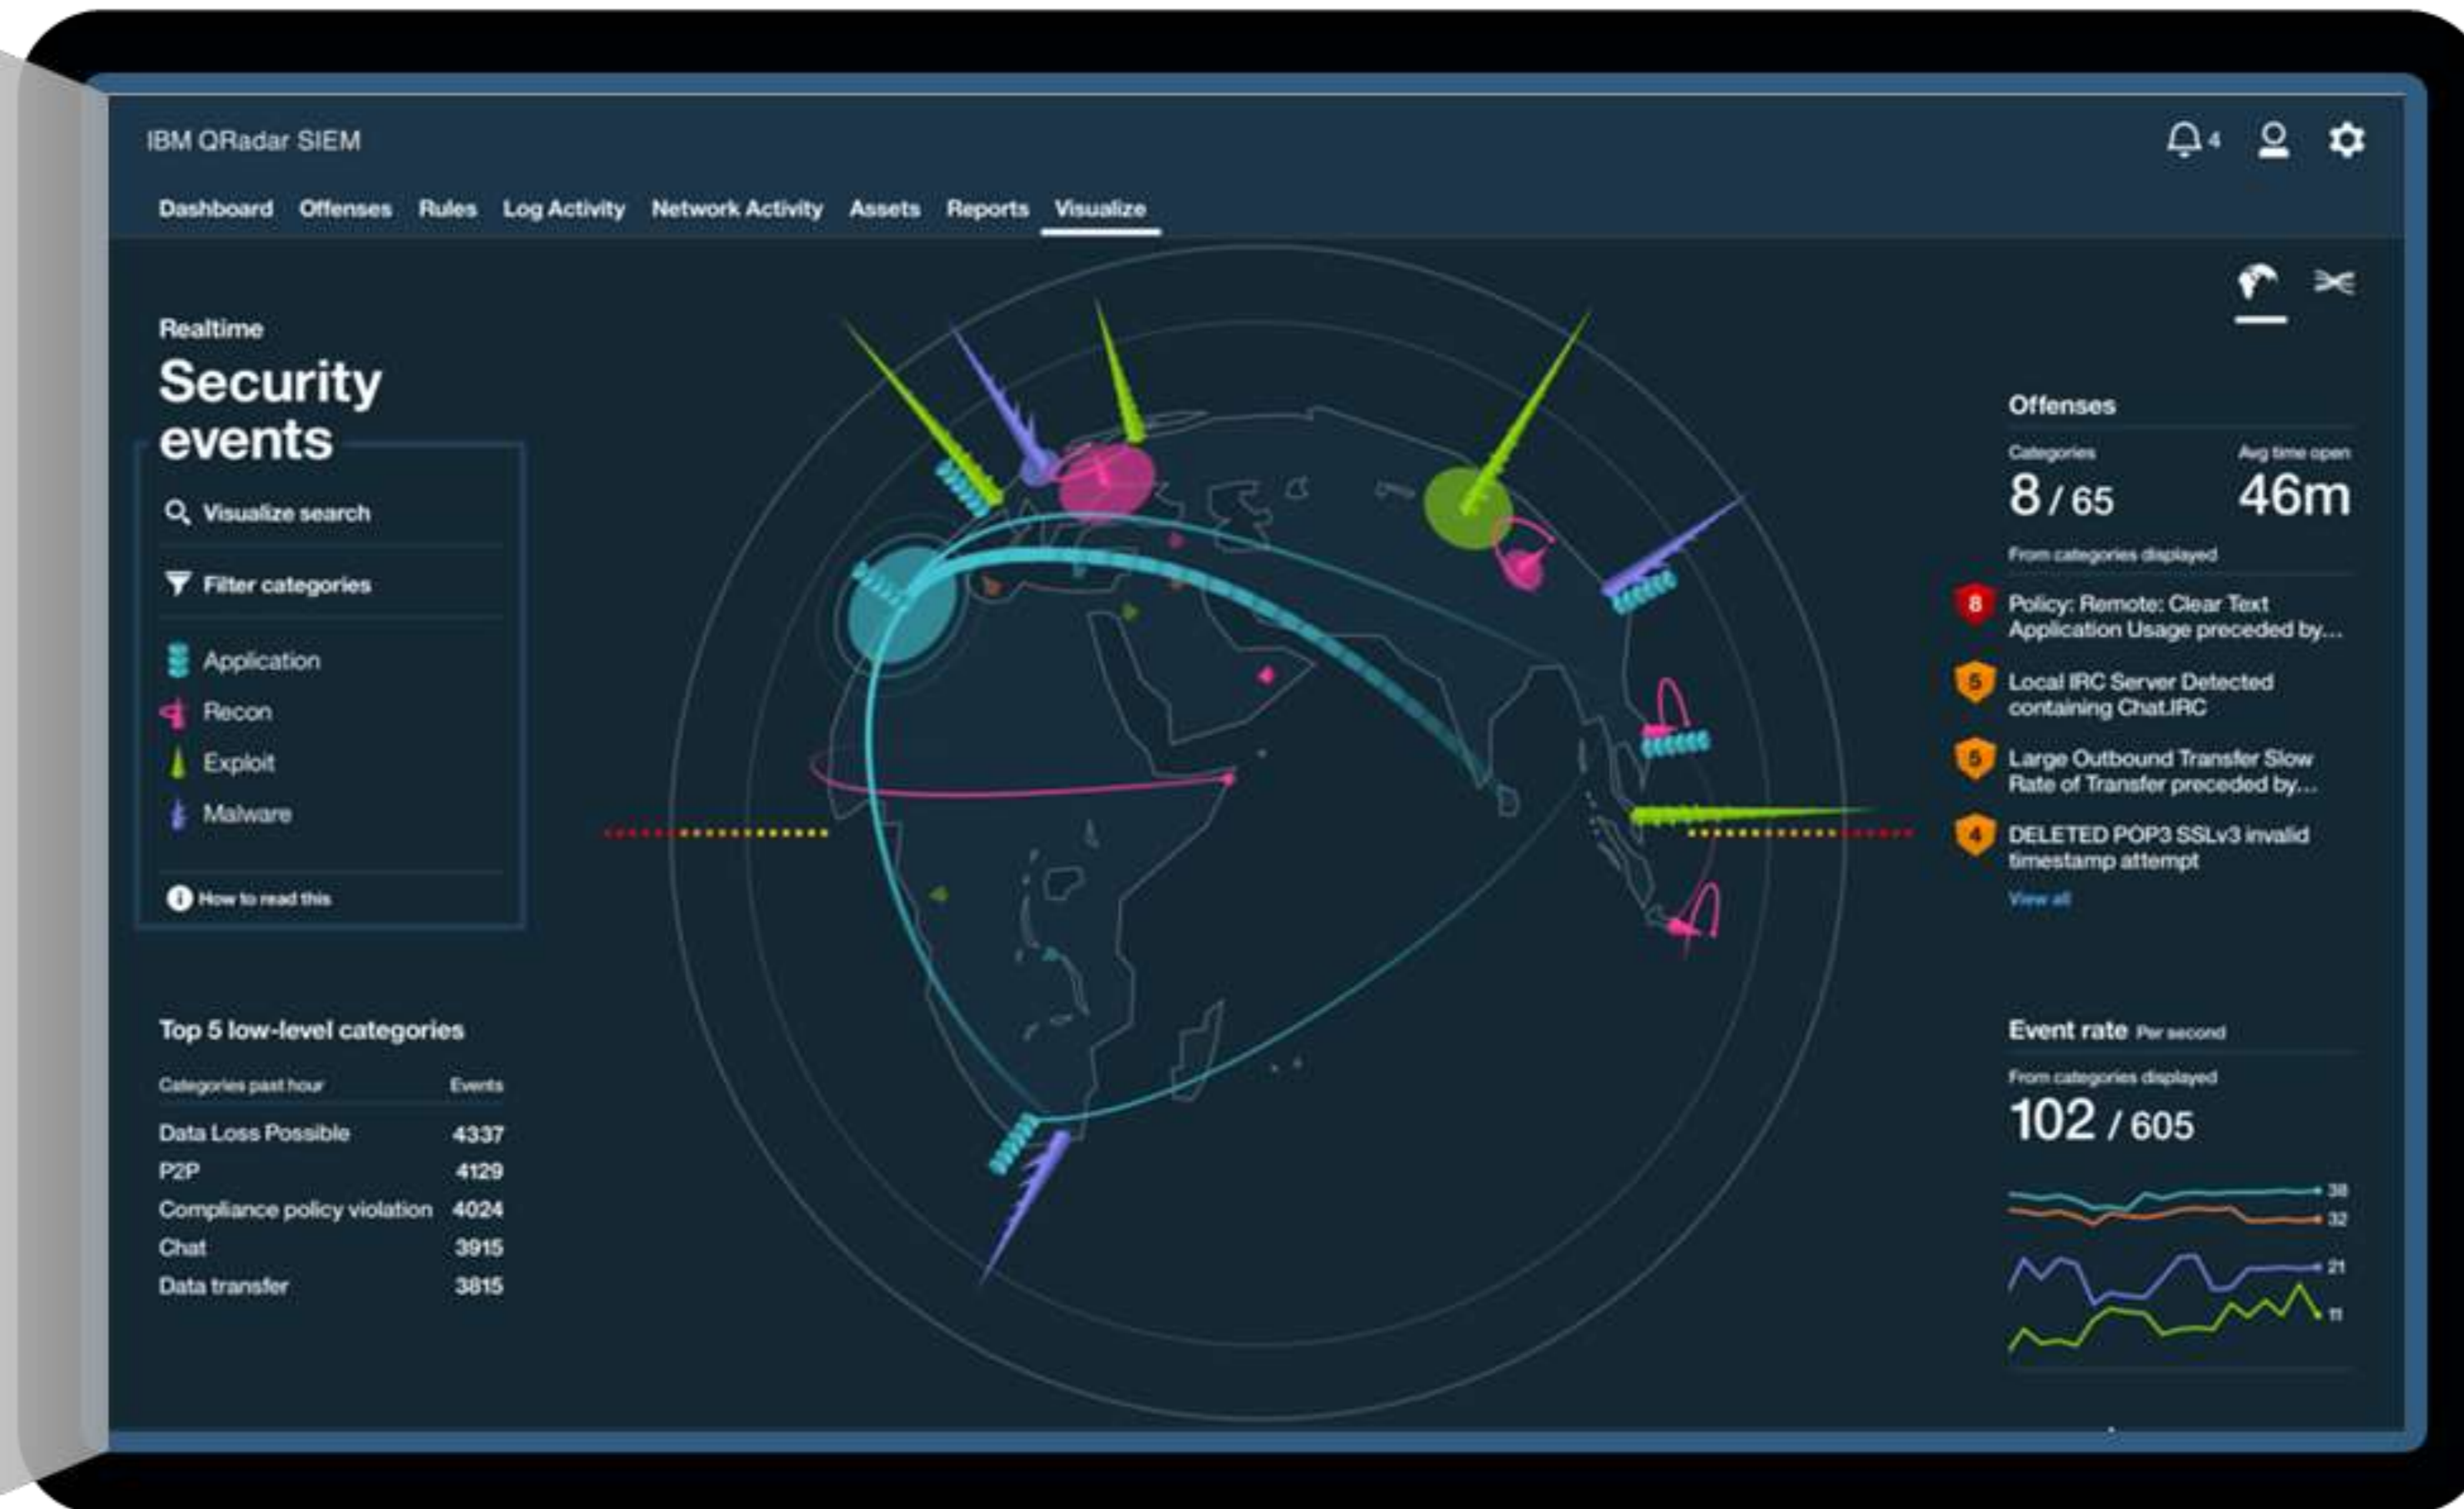 IBM QRadar SIEM
4
Dashboard Offenses Rules Log Activity Network Activity Assets Reports Visualize
Realtime
Security
events
Visualize search
Filter categories
Application
Recon
Exploit
Malware
How to read this
Top 5 low-level categories
Categories past hour Events
Data Loss Possible 4337
P2P 4129
Compliance policy violation 4024
Chat 3915
Data transfer 3815
Offenses
Categories Avg time open
8 / 65 46m
From categories displayed
8 Policy: Remote: Clear Text
Application Usage preceded by...
5 Local IRC Server Detected
containing Chat.IRC
5 Large Outbound Transfer Slow
Rate of Transfer preceded by...
4 DELETED POP3 SSLv3 invalid
timestamp attempt
View all
Event rate Per second
From categories displayed
102 / 605
38
32
21
11